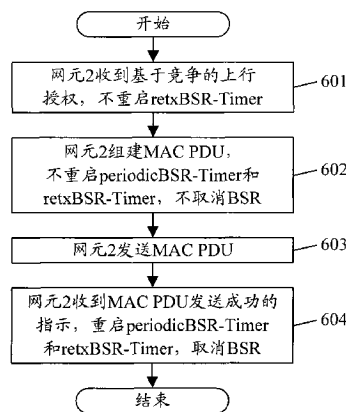 开始
网元2收到基于竞争的上行
授权，不重启retxBSR-Timer
601
网元2组建MAC PDU，
不重启periodicBSR-Timer和
retxBSR-Timer，不取消BSR
602
网元2发送MAC PDU
603
网元2收到MAC PDU发送成功的
指示，重启periodicBSR-Timer
和retxBSR-Timer，取消BSR
604
结束